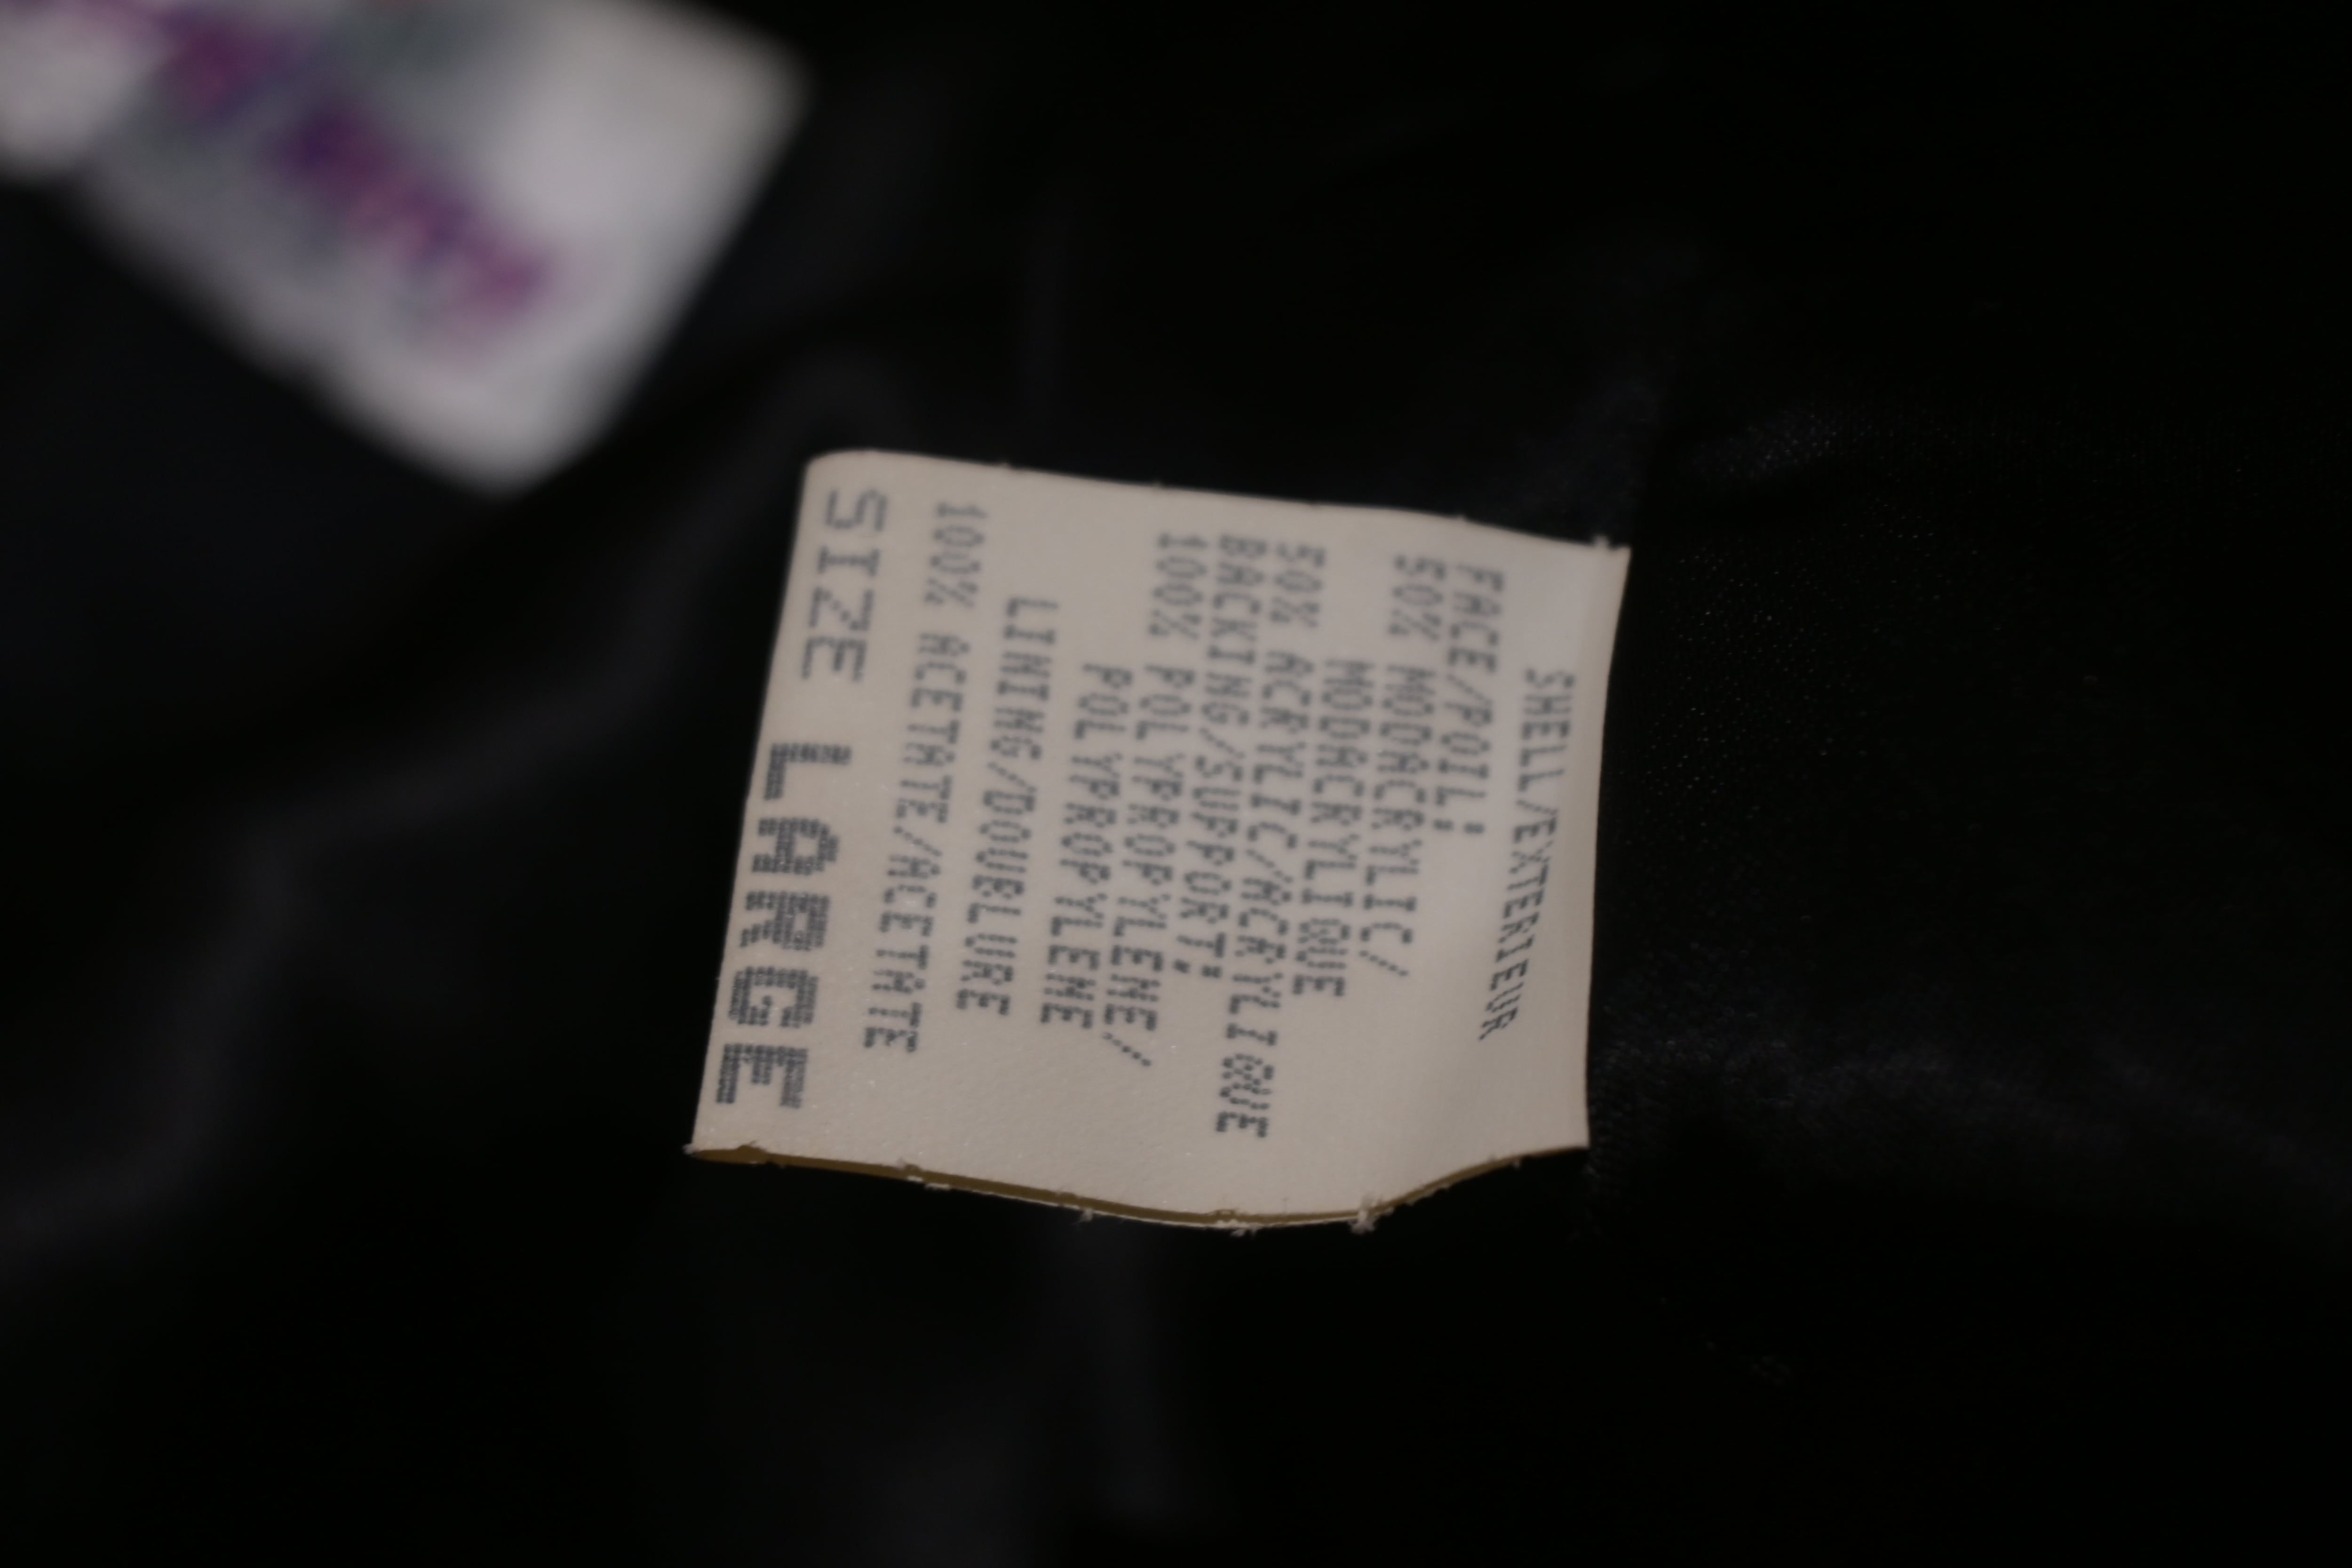 SHELL/EXTERIEUR
FACE/POIL:
50% MODACRYLIC/
MODACRYLIQUE
50% ACRYLIC/ACRYLIQUE
BACKING/SUPPORT:
100% POLYPROPYLENE/
POLYPROPYLENE
LINING/DOUBLURE
100% ACETATE/ACETATE
SIZE LARGE